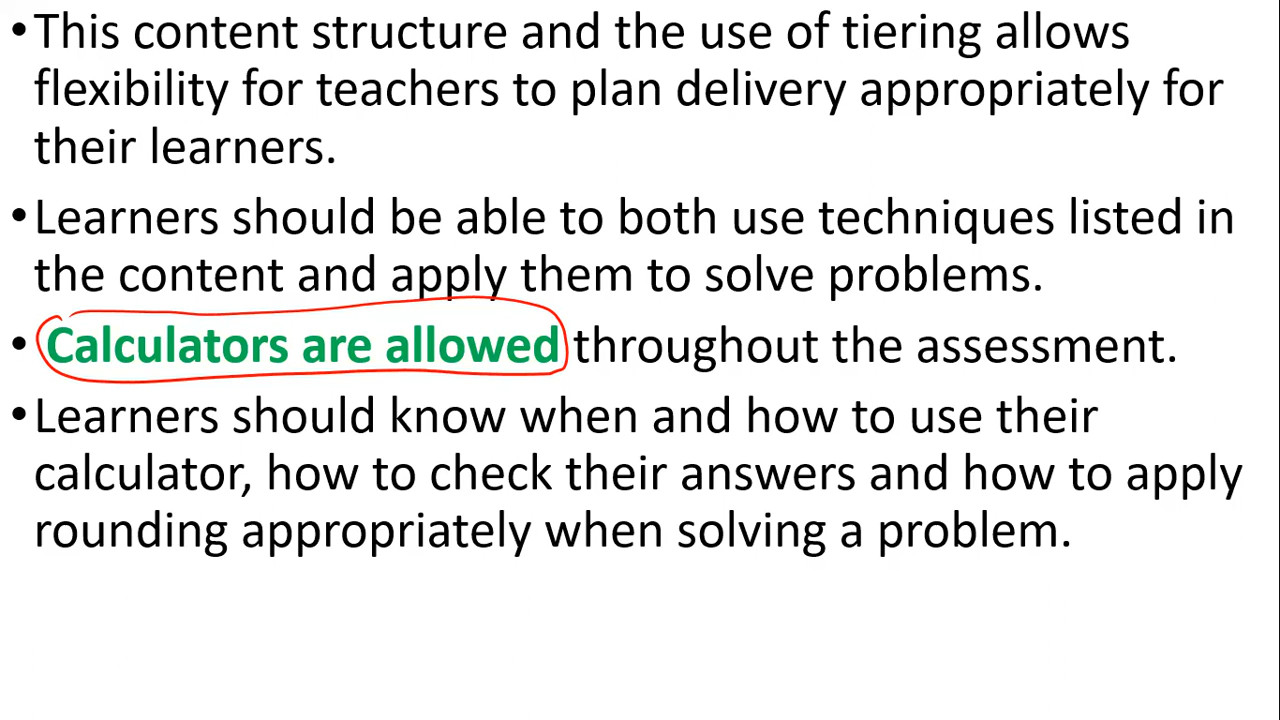 •This content structure and the use of tiering allows
flexibility for teachers to plan delivery appropriately for
their learners.
•Learners should be able to both use techniques listed in
the content and apply them to solve problems.
• Calculators are allowed throughout the assessment.
•Learners should know when and how to use their
calculator, how to check their answers and how to apply
rounding appropriately when solving a problem.